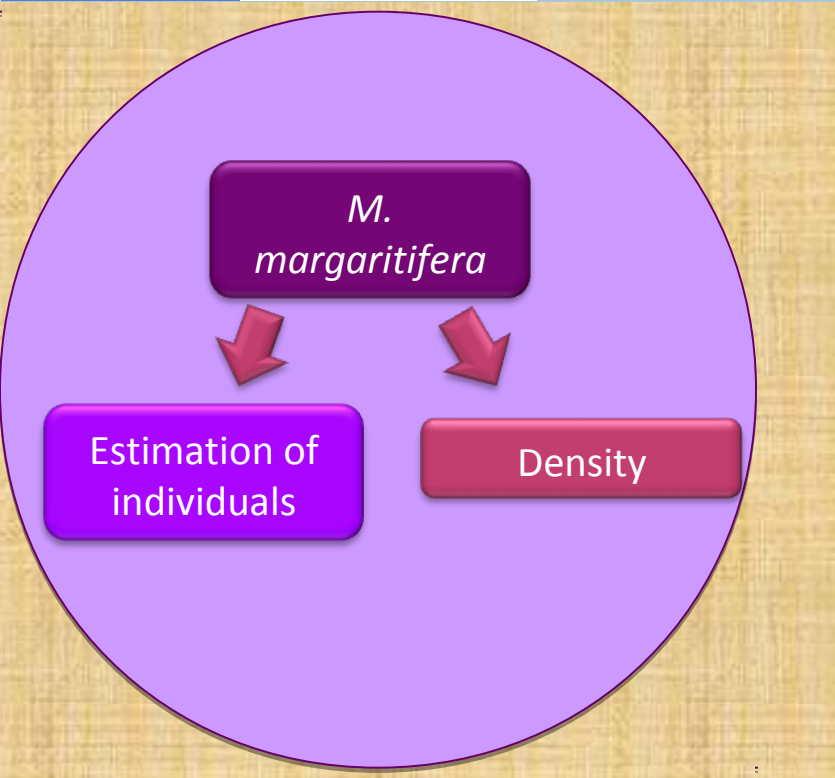 M.
margaritifera
Estimation of
individuals
Density